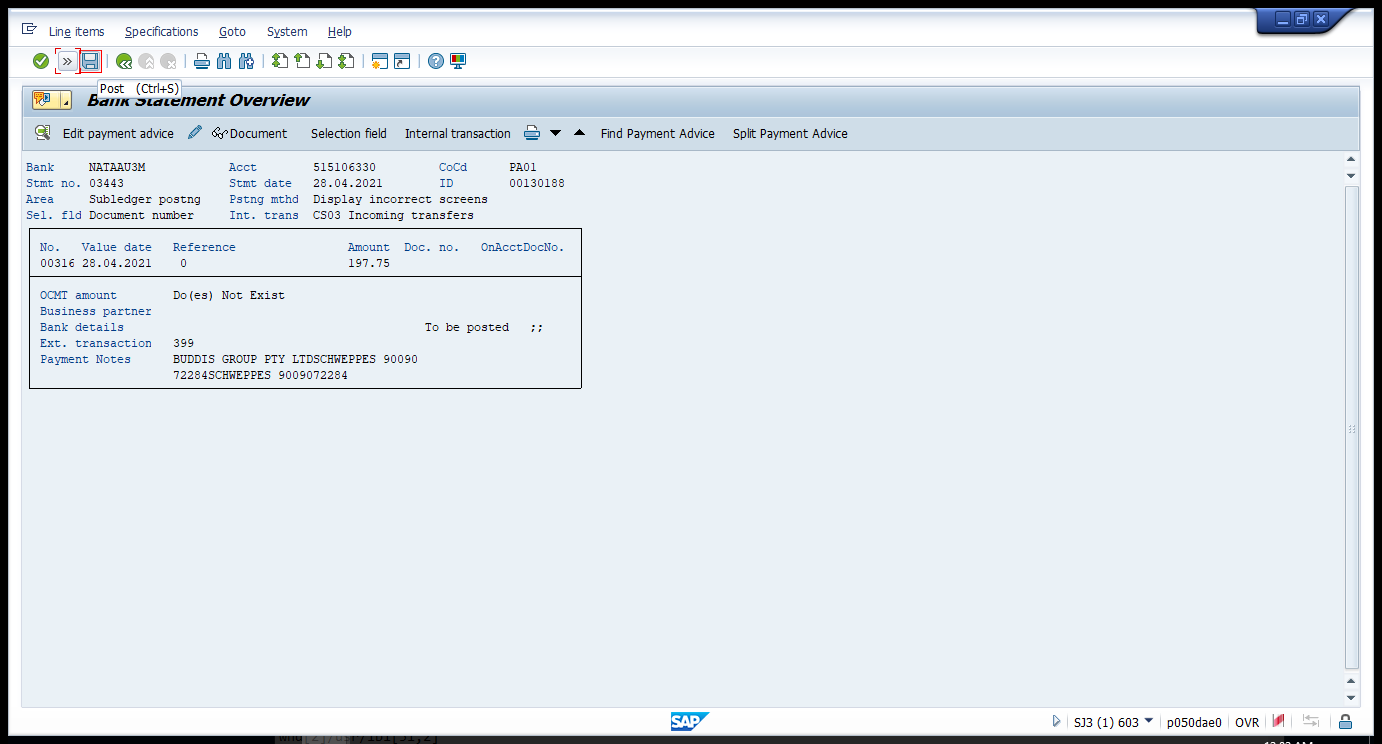 Line items Specifications Goto System Help
Post (Ctrl+S)
Bank Statement Overview
Edit payment advice Document Selection field Internal transaction Find Payment Advice Split Payment Advice
Bank NATAAU3M Acct 515106330 CoCd PA01
Stmt no. 03443 Stmt date 28.04.2021 ID 00130188
Area Subledger postng Pstng mthd Display incorrect screens
Sel. fld Document number Int. trans CS03 Incoming transfers
No. Value date Reference Amount Doc. no. OnAcctDocNo.
00316 28.04.2021 0 197.75
OCMT amount Do(es) Not Exist
Business partner
Bank details To be posted ;;
Ext. transaction 399
Payment Notes BUDDIS GROUP PTY LTDSCHWEPPES 90090
72284SCHWEPPES 9009072284
SAP SJ3 (1) 603 p050dae0 OVR